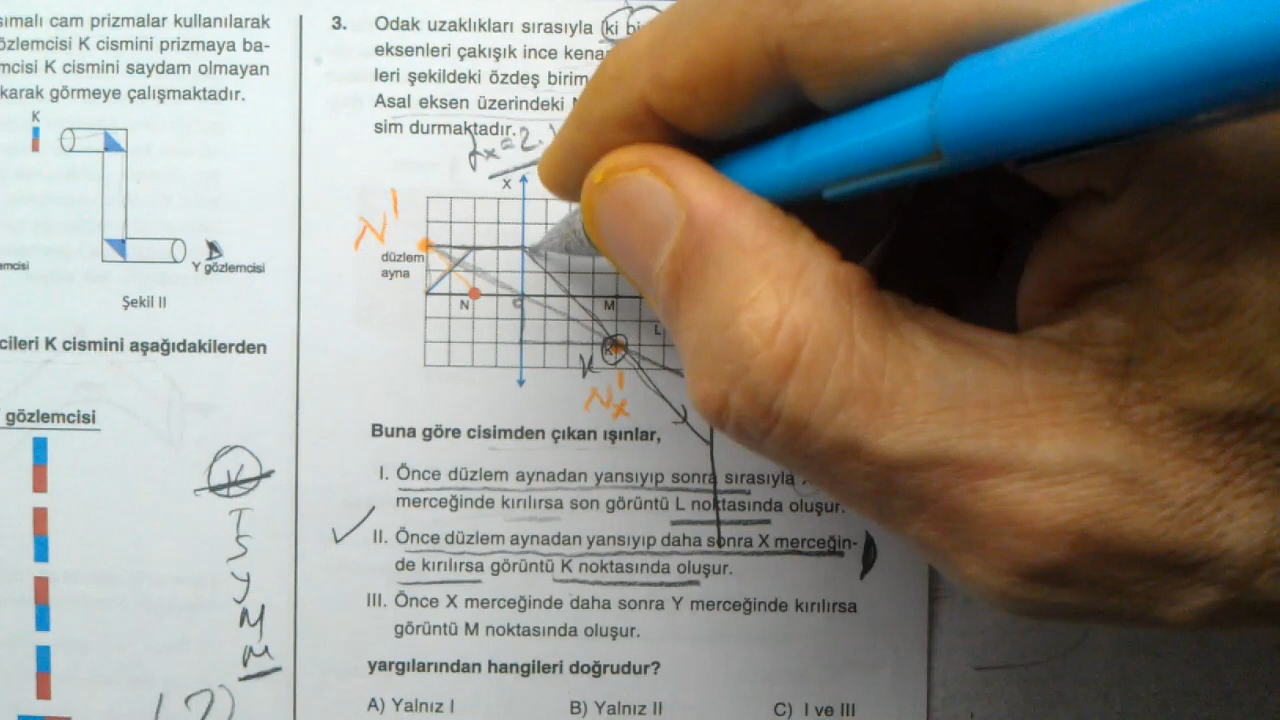 sımalı cam prizmalar kullanılarak
özlemcisi K cismini prizmaya ba-
mcisi K cismini saydam olmayan
karak görmeye çalışmaktadır.
K
emcisi
Y gözlemcisi
Şekil II
cileri K cismini aşağıdakilerden
gözlemcisi
3. Odak uzaklıkları sırasıyla
eksenleri çakışık ince kena
leri şekildeki özdeş birim
Asal eksen üzerindeki
sim durmaktadır.
X
N'
düzlem
ayna
N
M
L
K
N'x
Buna göre cisimden çıkan ışınlar,
I. Önce düzlem aynadan yansıyıp sonra sırasıyla
merceğinde kırılırsa son görüntü L noktasında oluşur.
II. Önce düzlem aynadan yansıyıp daha sonra X merceğin-
de kırılırsa görüntü K noktasında oluşur.
III. Önce X merceğinde daha sonra Y merceğinde kırılırsa
görüntü M noktasında oluşur.
yargılarından hangileri doğrudur?
A) Yalnız I B) Yalnız II C) I ve III